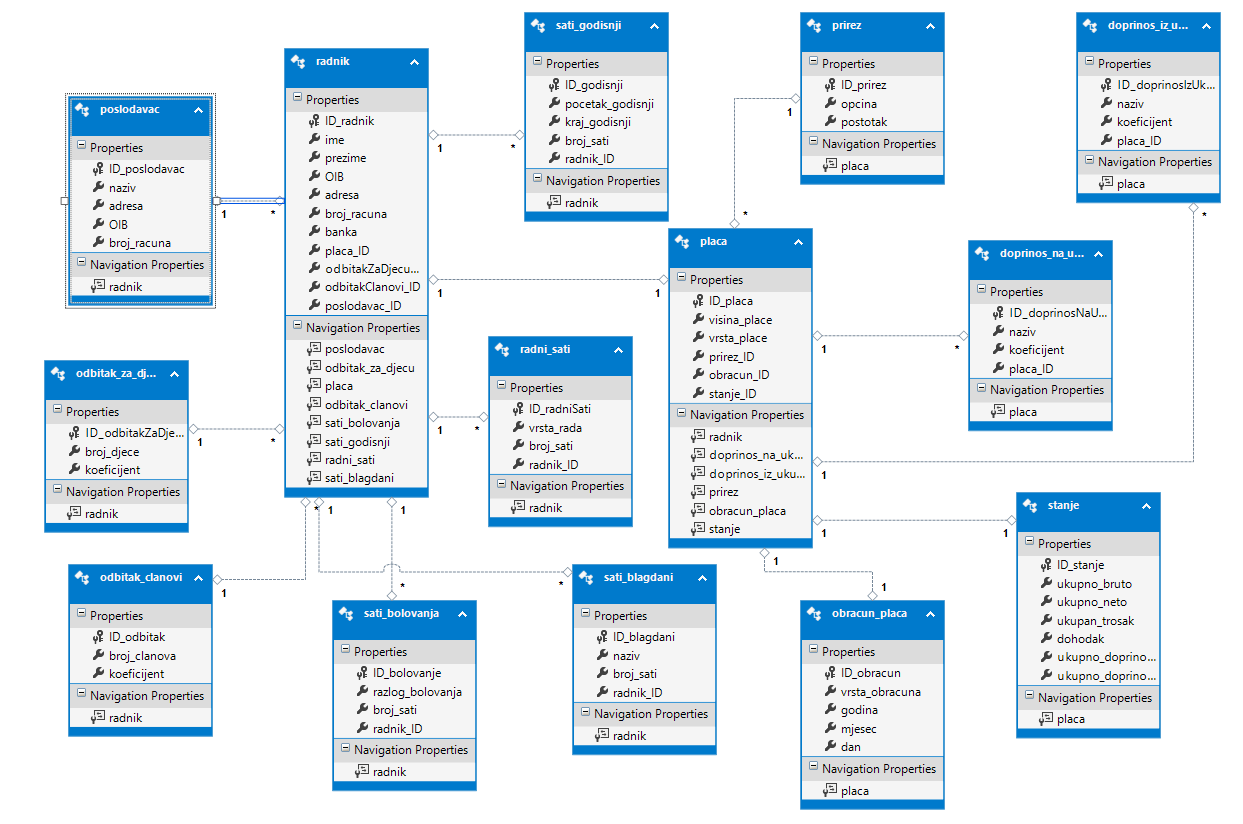 poslodavac
Properties
ID_poslodavac
naziv
adresa
OIB
broj_racuna
Navigation Properties
radnik
1
*
radnik
Properties
ID_radnik
ime
prezime
OIB
adresa
broj_racuna
banka
placa_ID
odbitakZaDjecu...
odbitakClanovi_ID
poslodavac_ID
Navigation Properties
poslodavac
odbitak_za_djecu
placa
odbitak_clanovi
sati_bolovanja
sati_godisnji
radni_sati
sati_blagdani
1
*
sati_godisnji
Properties
ID_godisnji
pocetak_godisnji
kraj_godisnji
broj_sati
radnik_ID
Navigation Properties
radnik
prirez
Properties
ID_prirez
opcina
postotak
Navigation Properties
placa
1
*
doprinos_iz_u...
Properties
ID_doprinosIzUk...
naziv
koeficijent
placa_ID
Navigation Properties
placa
*
1
placa
Properties
ID_placa
visina_place
vrsta_place
prirez_ID
obracun_ID
stanje_ID
Navigation Properties
radnik
doprinos_na_uk...
doprinos_iz_uku...
prirez
obracun_placa
stanje
1
1
doprinos_na_u...
Properties
ID_doprinosNaU...
naziv
koeficijent
placa_ID
Navigation Properties
placa
1
*
radni_sati
Properties
ID_radniSati
vrsta_rada
broj_sati
radnik_ID
Navigation Properties
radnik
1
*
odbitak_za_dj...
Properties
ID_odbitakZaDje...
broj_djece
koeficijent
Navigation Properties
radnik
1
*
odbitak_clanovi
Properties
ID_odbitak
broj_clanova
koeficijent
Navigation Properties
radnik
1
*
sati_bolovanja
Properties
ID_bolovanje
razlog_bolovanja
broj_sati
radnik_ID
Navigation Properties
radnik
1
*
sati_blagdani
Properties
ID_blagdani
naziv
broj_sati
radnik_ID
Navigation Properties
radnik
1
*
obracun_placa
Properties
ID_obracun
vrsta_obracuna
godina
mjesec
dan
Navigation Properties
placa
1
1
stanje
Properties
ID_stanje
ukupno_bruto
ukupno_neto
ukupan_trosak
dohodak
ukupno_doprino...
ukupno_doprino...
Navigation Properties
placa
1
1